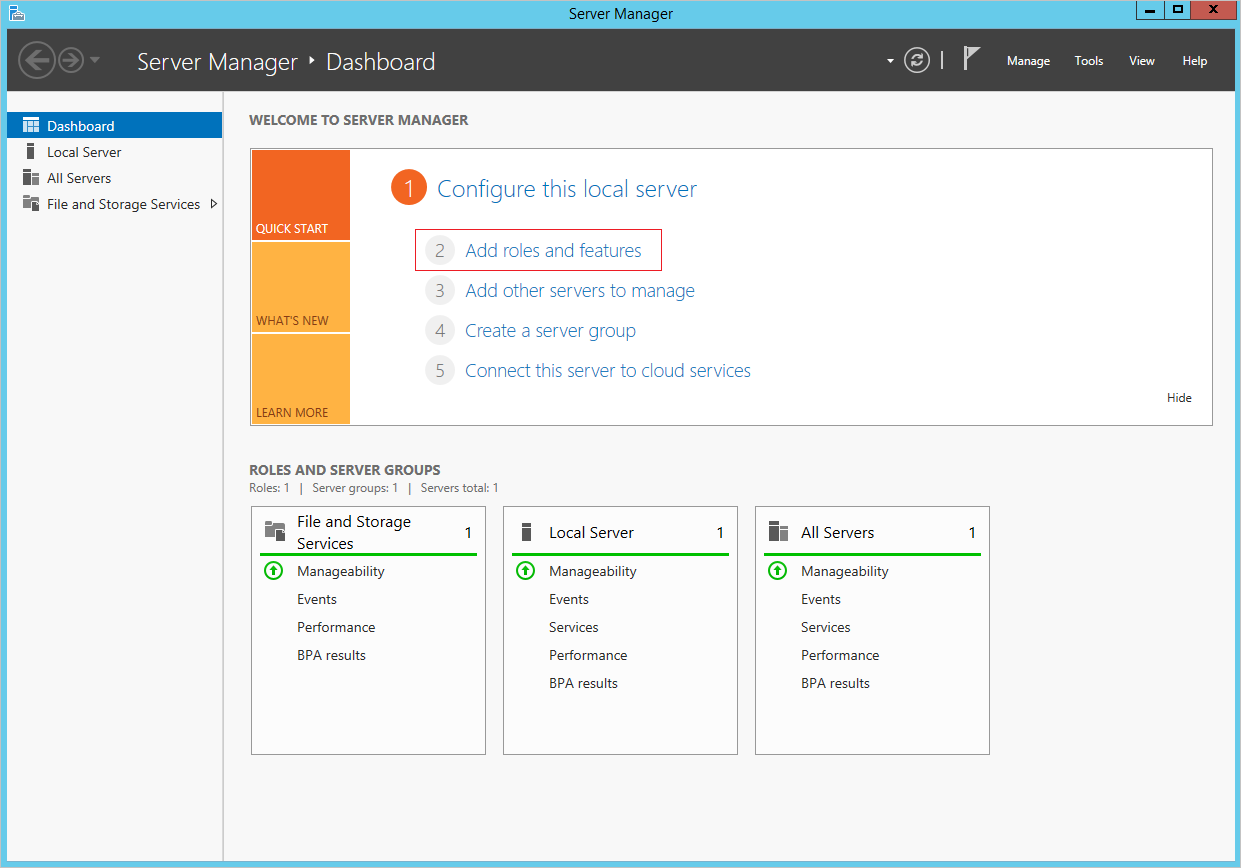 Server Manager
Server Manager ‣ Dashboard
Manage Tools View Help
Dashboard
Local Server
All Servers
File and Storage Services
WELCOME TO SERVER MANAGER
QUICK START
WHAT'S NEW
LEARN MORE
1 Configure this local server
2 Add roles and features
3 Add other servers to manage
4 Create a server group
5 Connect this server to cloud services
Hide
ROLES AND SERVER GROUPS
Roles: 1 | Server groups: 1 | Servers total: 1
File and Storage
Services 1
Manageability
Events
Performance
BPA results
Local Server 1
Manageability
Events
Services
Performance
BPA results
All Servers 1
Manageability
Events
Services
Performance
BPA results